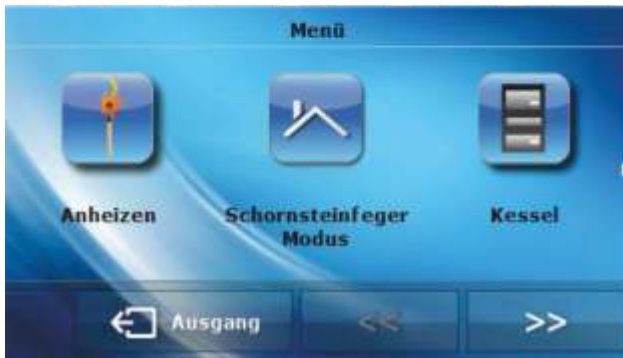 Menü
Anheizen
Schornsteinfeger
Modus
Kessel
Ausgang
<<
>>